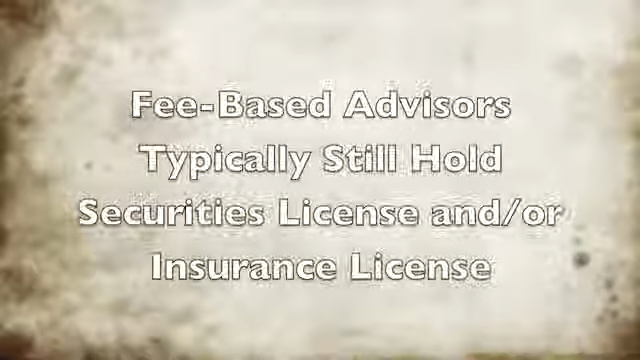 Fee-Based Advisors
Typically Still Hold
Securities License and/or
Insurance License